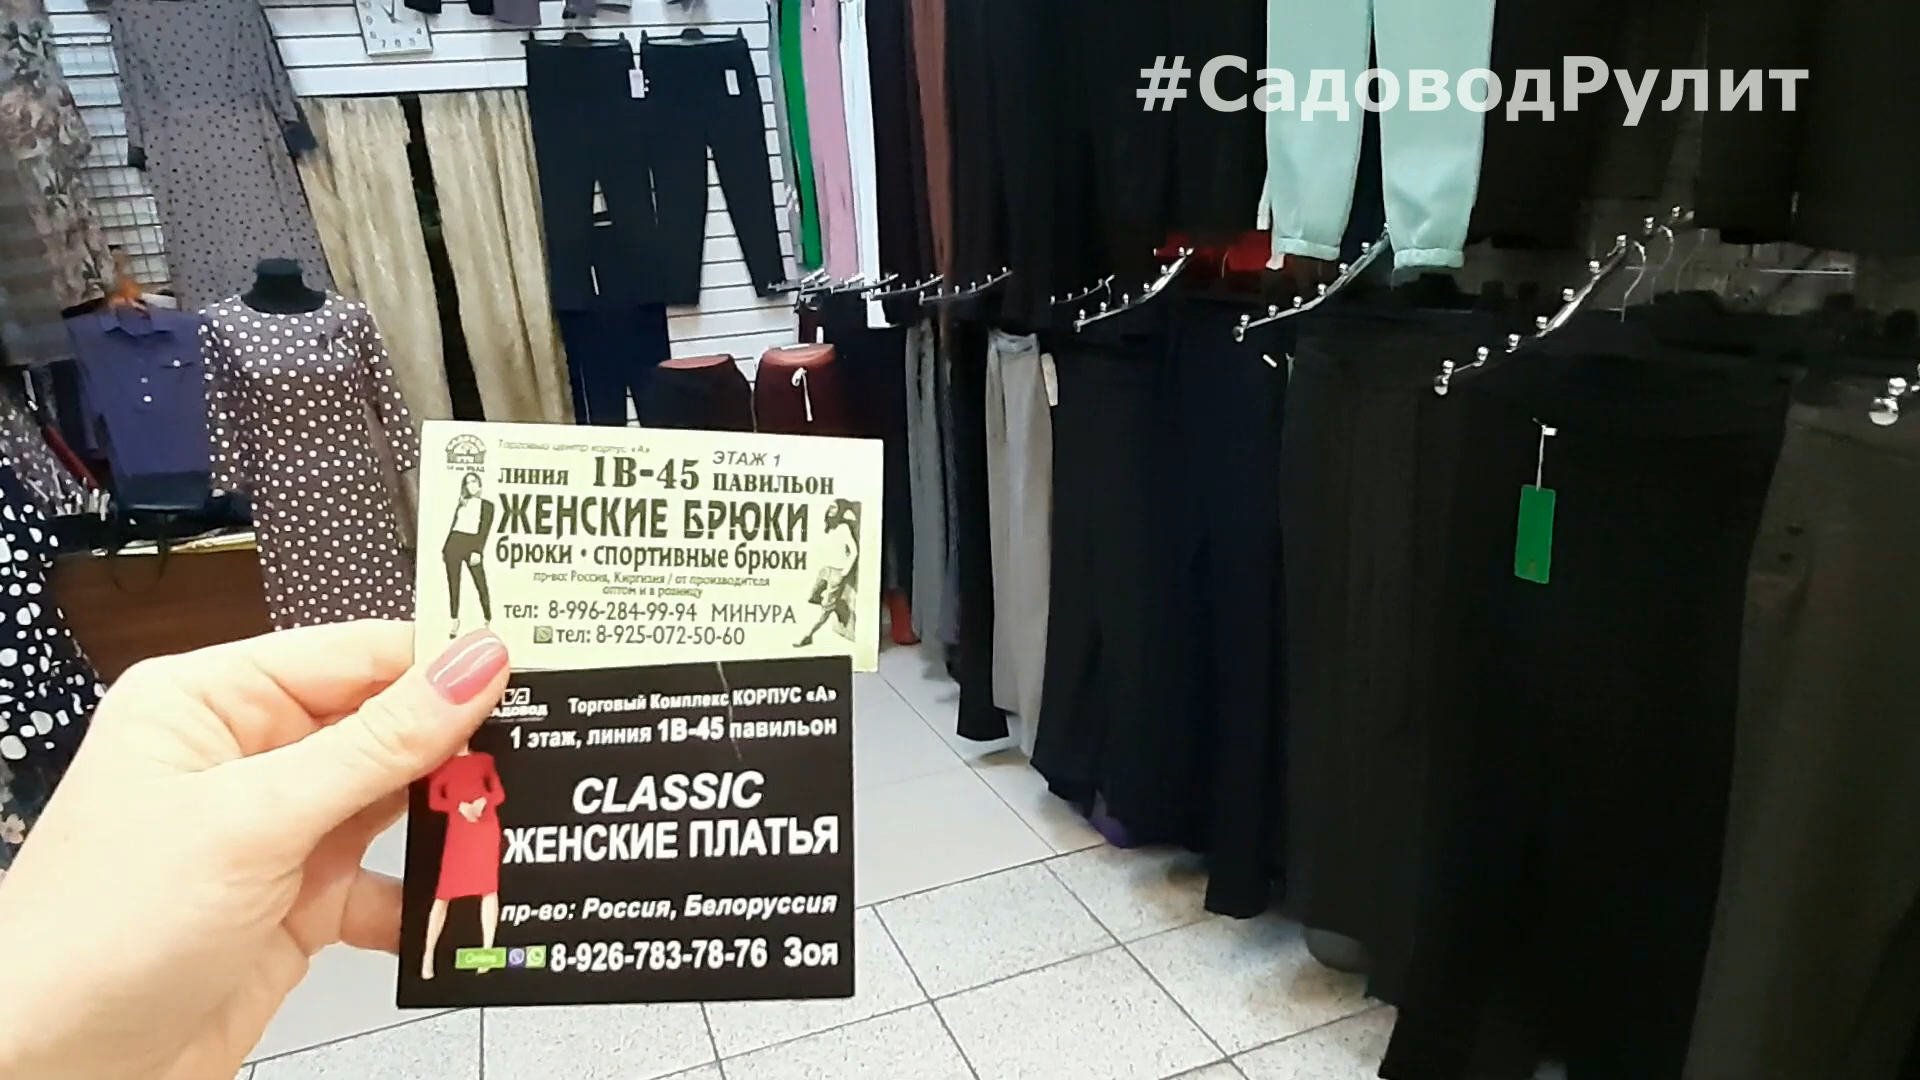 #СадоводРулит
Торговый центр корпус «А»
ЭТАЖ 1
линия 1В-45 павильон
ЖЕНСКИЕ БРЮКИ
брюки • спортивные брюки
пр-во: Россия, Киргизия / от производителя
оптом и в розницу
тел: 8-996-284-99-94 МИНУРА
тел: 8-925-072-50-60
Торговый Комплекс КОРПУС «А»
1 этаж, линия 1В-45 павильон
CLASSIC
ЖЕНСКИЕ ПЛАТЬЯ
пр-во: Россия, Белоруссия
Online 8-926-783-78-76 Зоя